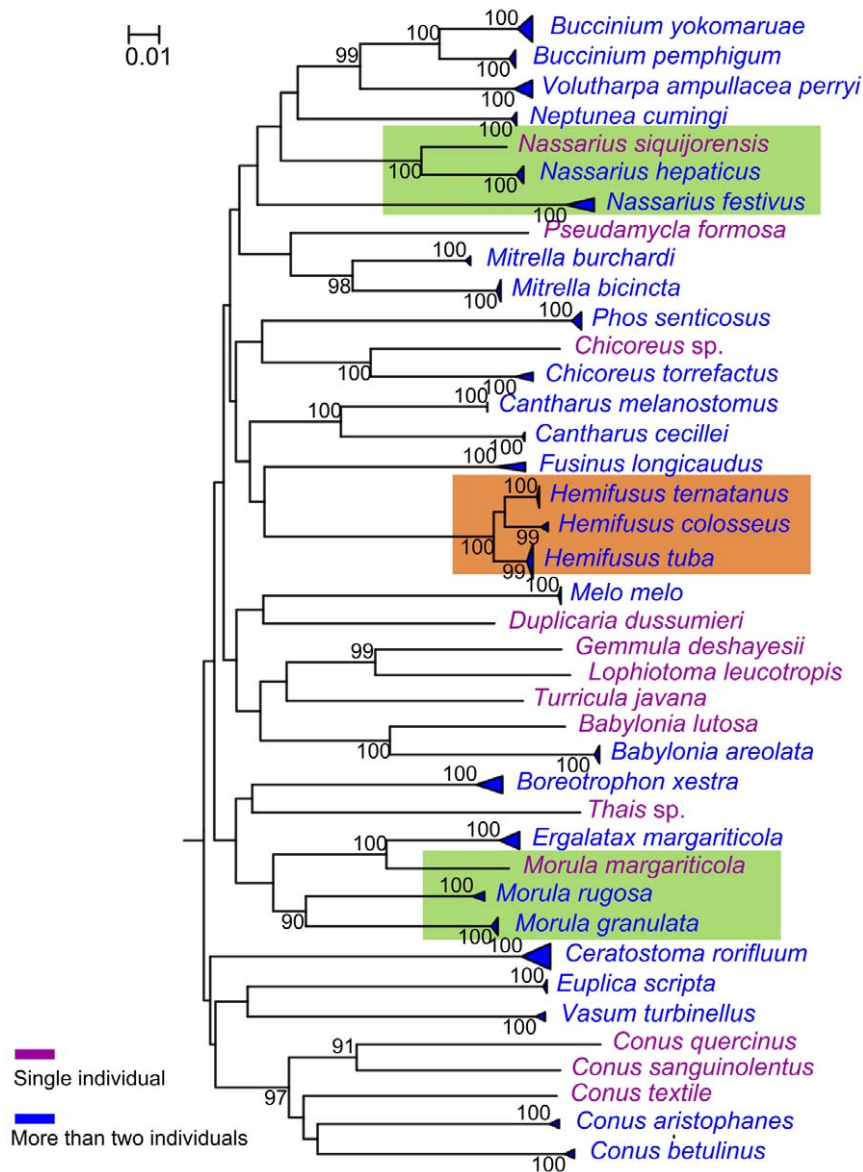 0.01
100
Buccinium yokomaruae
100
99
Buccinium pemphigum
100
Volutharpa ampullacea perryi
100
Neptunea cumingi
100
Nassarius siquijorensis
100
Nassarius hepaticus
100
Nassarius festivus
100
Pseudamycla formosa
100
Mitrella burchardi
98
Mitrella bicincta
100
100
Phos senticosus
Chicoreus sp.
100
100
Chicoreus torrefactus
100
Cantharus melanostomus
100
Cantharus cecillei
100
100
Fusinus longicaudus
100
Hemifusus ternatanus
Hemifusus colosseus
100
99
Hemifusus tuba
99
100
Melo melo
Duplicaria dussumieri
99
Gemmula deshayesii
Lophiotoma leucotropis
Turricula javana
Babylonia lutosa
100
100
Babylonia areolata
100
Boreotrophon xestra
Thais sp.
100
100
Ergalatax margariticola
Morula margariticola
100
Morula rugosa
90
100
Morula granulata
100
Ceratostoma rorifluum
100
Euplica scripta
100
Vasum turbinellus
Conus quercinus
91
Conus sanguinolentus
97
Conus textile
100
Conus aristophanes
100
Conus betulinus
Single individual
More than two individuals